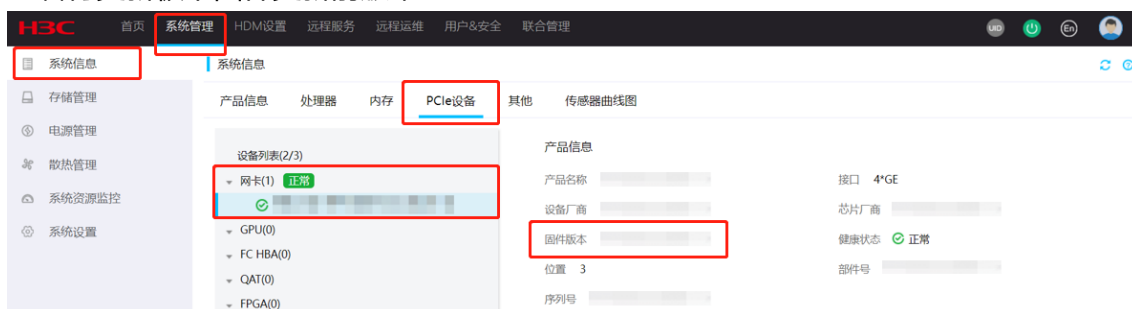 H3C 首页 系统管理 HDM设置 远程服务 远程运维 用户&安全 联合管理 UID En
系统信息
存储管理
电源管理
散热管理
系统资源监控
系统设置
系统信息
产品信息 处理器 内存 PCIe设备 其他 传感器曲线图
设备列表(2/3)
网卡(1) 正常
GPU(0)
FC HBA(0)
QAT(0)
FPGA(0)
产品信息
产品名称 接口 4*GE
设备厂商 芯片厂商
固件版本 健康状态 正常
位置 3 部件号
序列号